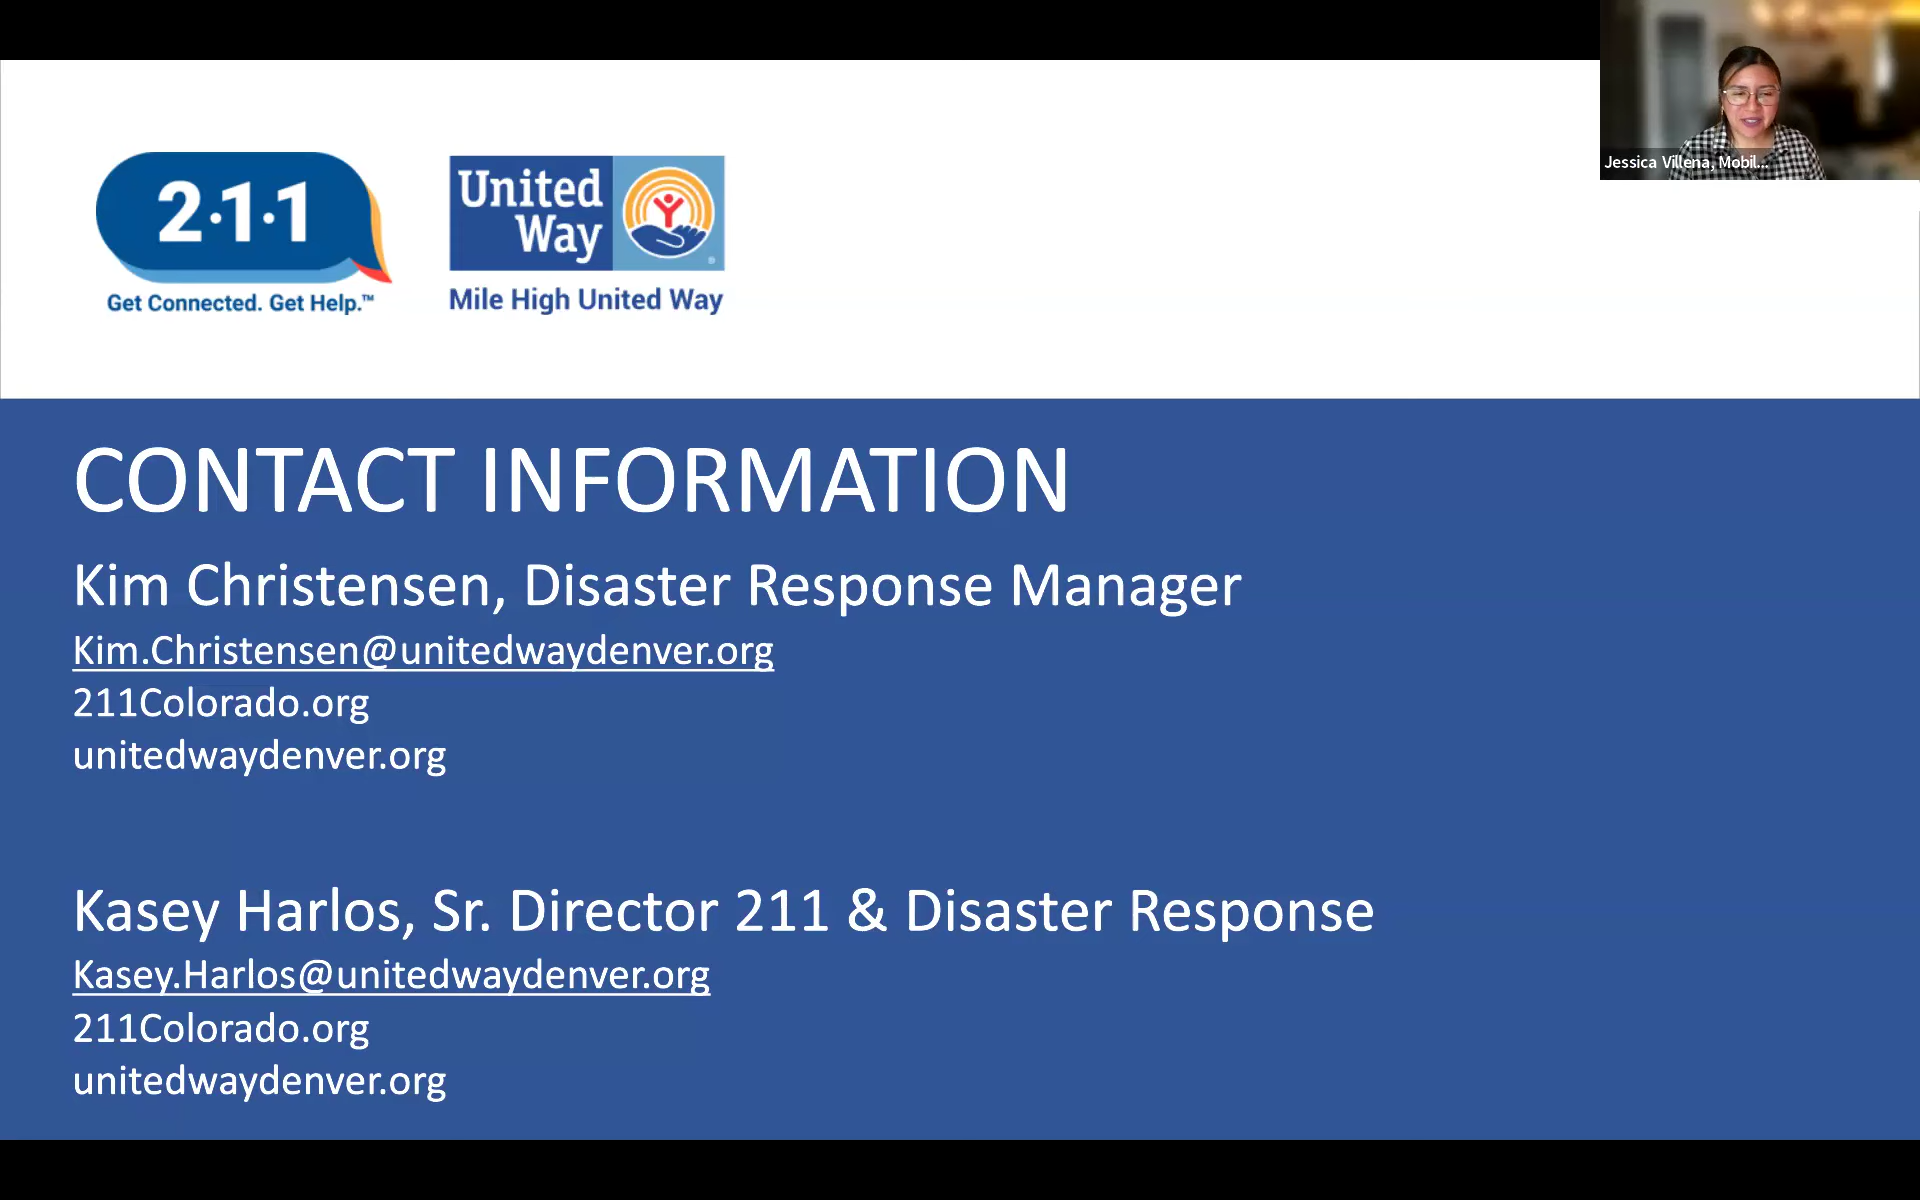 2·1·1
Get Connected. Get Help.™
United
Way
®
Mile High United Way
Jessica Villena, Mobil...
CONTACT INFORMATION
Kim Christensen, Disaster Response Manager
Kim.Christensen@unitedwaydenver.org
211Colorado.org
unitedwaydenver.org
Kasey Harlos, Sr. Director 211 & Disaster Response
Kasey.Harlos@unitedwaydenver.org
211Colorado.org
unitedwaydenver.org